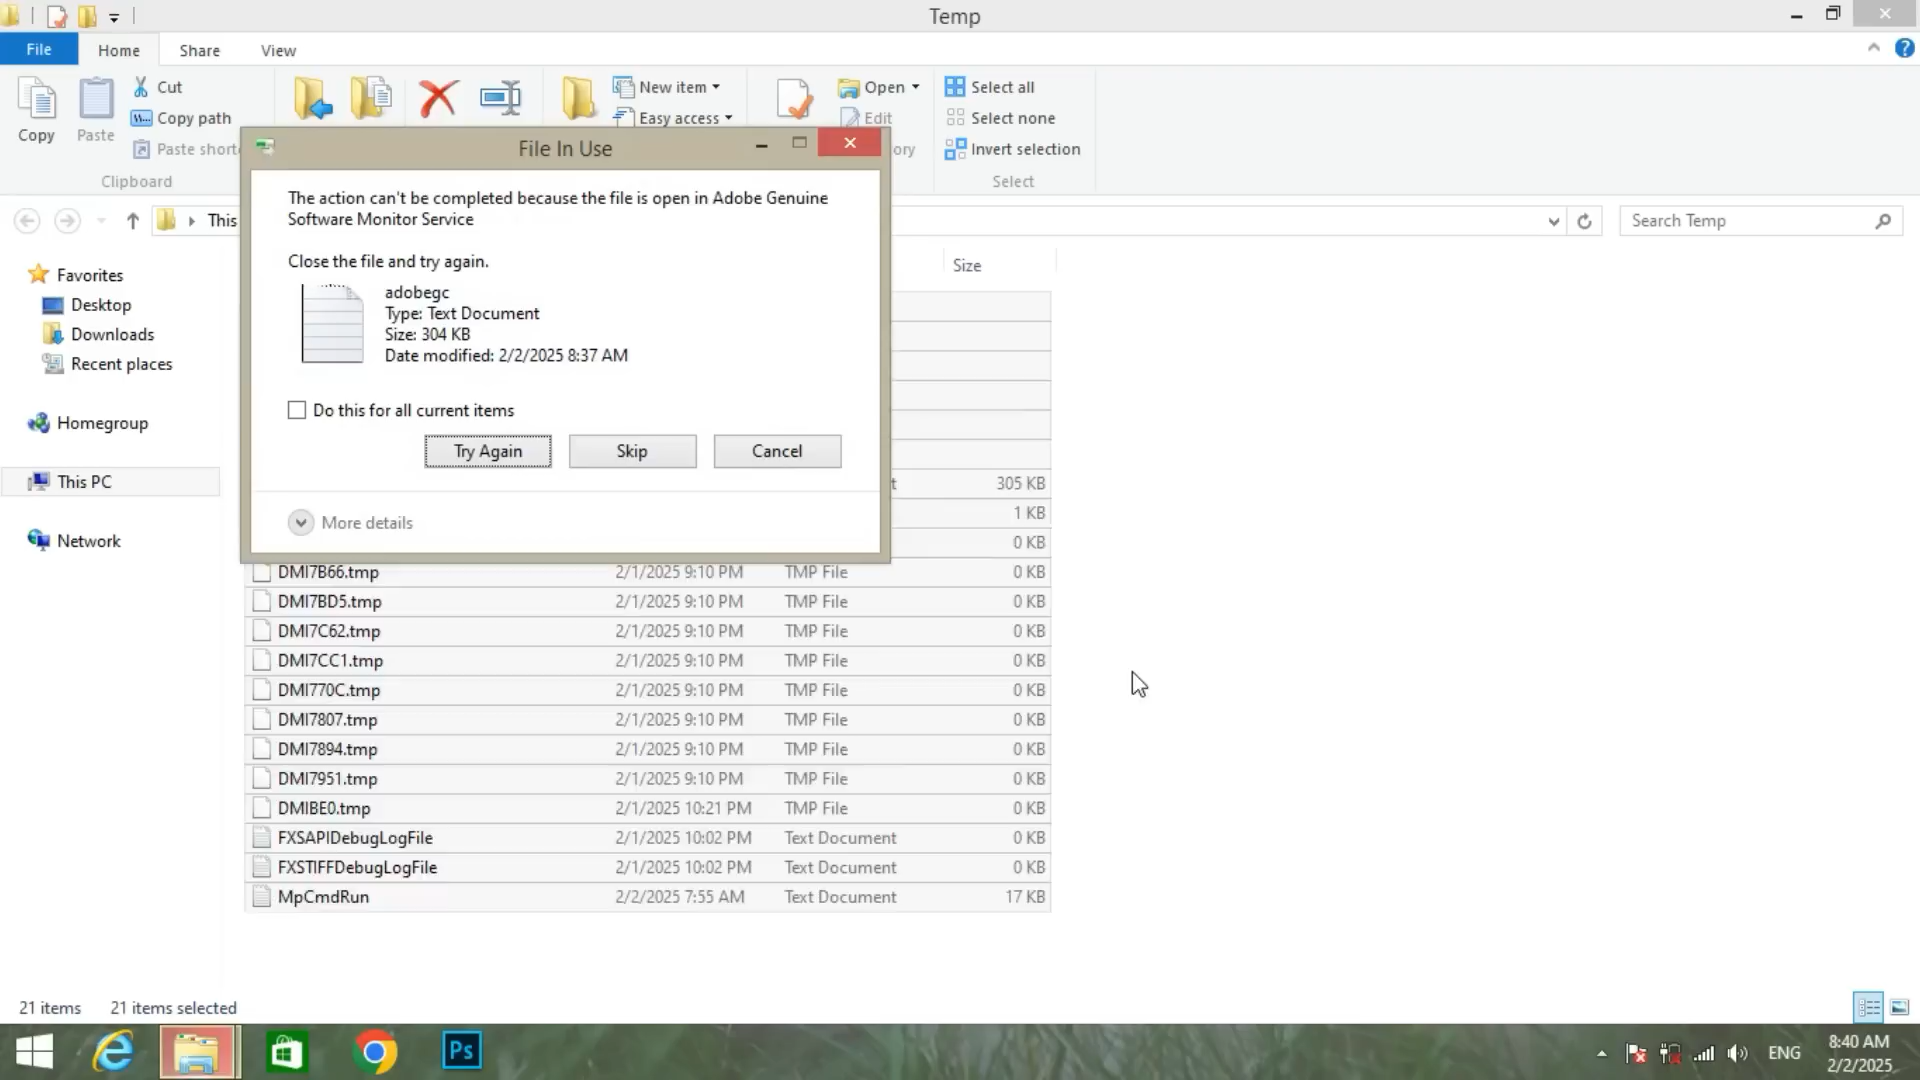 Temp
File
Home
Share
View
Copy
Paste
Cut
Copy path
Paste short
New item
Easy access
Open
Edit
ory
Select all
Select none
Invert selection
Clipboard
Select
This
Search Temp
Favorites
Desktop
Downloads
Recent places
Homegroup
This PC
Network
File In Use
The action can't be completed because the file is open in Adobe Genuine
Software Monitor Service
Close the file and try again.
adobegc
Type: Text Document
Size: 304 KB
Date modified: 2/2/2025 8:37 AM
Do this for all current items
Try Again
Skip
Cancel
More details
Size
t 305 KB
1 KB
0 KB
DMI7B66.tmp 2/1/2025 9:10 PM TMP File 0 KB
DMI7BD5.tmp 2/1/2025 9:10 PM TMP File 0 KB
DMI7C62.tmp 2/1/2025 9:10 PM TMP File 0 KB
DMI7CC1.tmp 2/1/2025 9:10 PM TMP File 0 KB
DMI770C.tmp 2/1/2025 9:10 PM TMP File 0 KB
DMI7807.tmp 2/1/2025 9:10 PM TMP File 0 KB
DMI7894.tmp 2/1/2025 9:10 PM TMP File 0 KB
DMI7951.tmp 2/1/2025 9:10 PM TMP File 0 KB
DMIBE0.tmp 2/1/2025 10:21 PM TMP File 0 KB
FXSAPIDebugLogFile 2/1/2025 10:02 PM Text Document 0 KB
FXSTIFFDebugLogFile 2/1/2025 10:02 PM Text Document 0 KB
MpCmdRun 2/2/2025 7:55 AM Text Document 17 KB
21 items 21 items selected
Ps
ENG
8:40 AM
2/2/2025